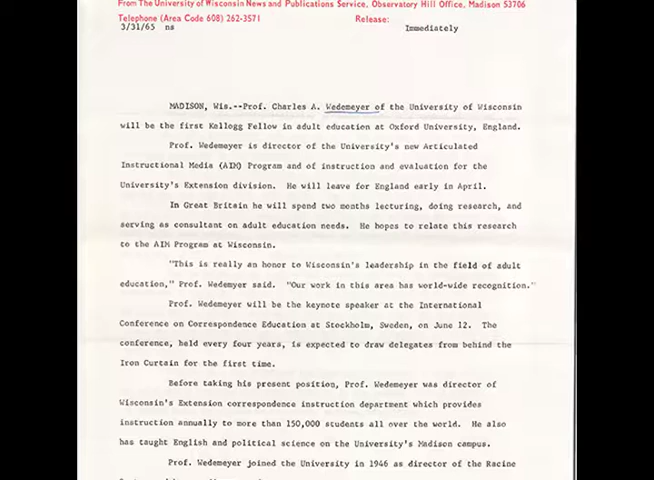 From The University of Wisconsin News and Publications Service, Observatory Hill Office, Madison 53706
Telephone (Area Code 608) 262-3571 Release:
3/31/65 ns Immediately
MADISON, Wis.--Prof. Charles A. Wedemeyer of the University of Wisconsin
will be the first Kellogg Fellow in adult education at Oxford University, England.
Prof. Wedemeyer is director of the University's new Articulated
Instructional Media (AIM) Program and of instruction and evaluation for the
University's Extension division. He will leave for England early in April.
In Great Britain he will spend two months lecturing, doing research, and
serving as consultant on adult education needs. He hopes to relate this research
to the AIM Program at Wisconsin.
"This is really an honor to Wisconsin's leadership in the field of adult
education," Prof. Wedemyer said. "Our work in this area has world-wide recognition."
Prof. Wedemeyer will be the keynote speaker at the International
Conference on Correspondence Education at Stockholm, Sweden, on June 12. The
conference, held every four years, is expected to draw delegates from behind the
Iron Curtain for the first time.
Before taking his present position, Prof. Wedemeyer was director of
Wisconsin's Extension correspondence instruction department which provides
instruction annually to more than 150,000 students all over the world. He also
has taught English and political science on the University's Madison campus.
Prof. Wedemeyer joined the University in 1946 as director of the Racine